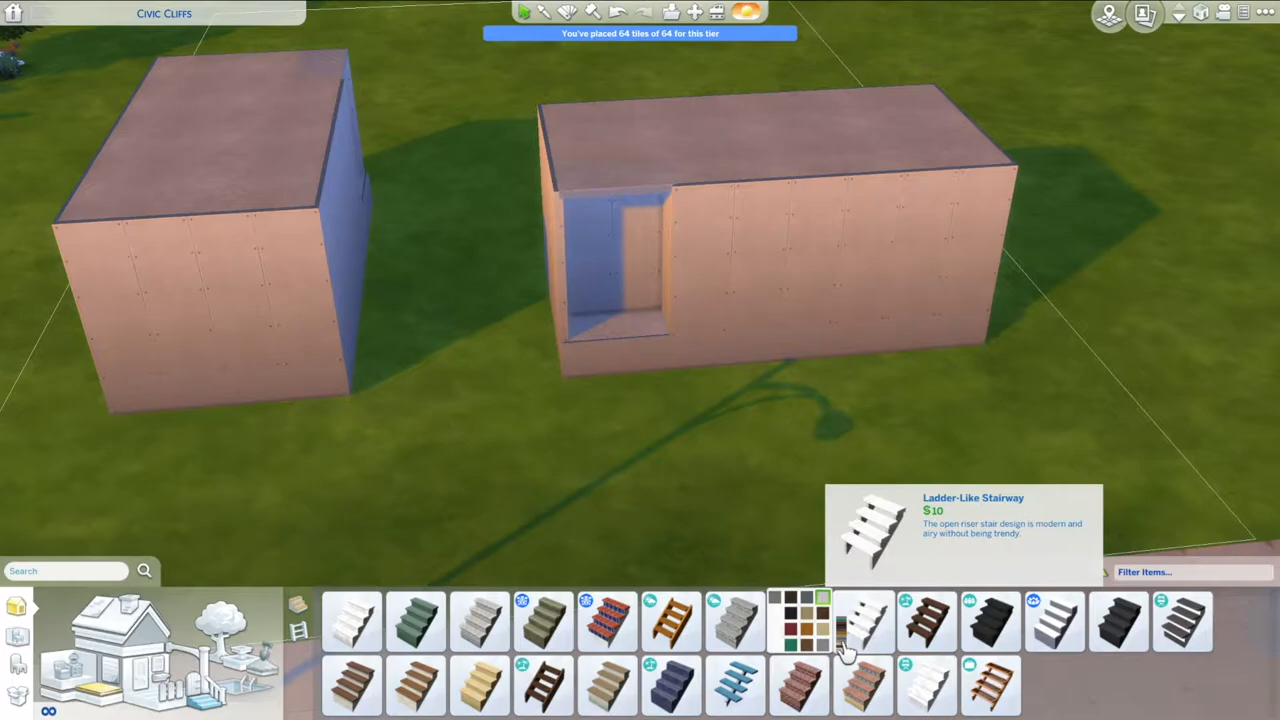 CIVIC CLIFFS
You've placed 64 tiles of 64 for this tier
Ladder-Like Stairway
$10
The open riser stair design is modern and
airy without being trendy.
Search
Filter Items...